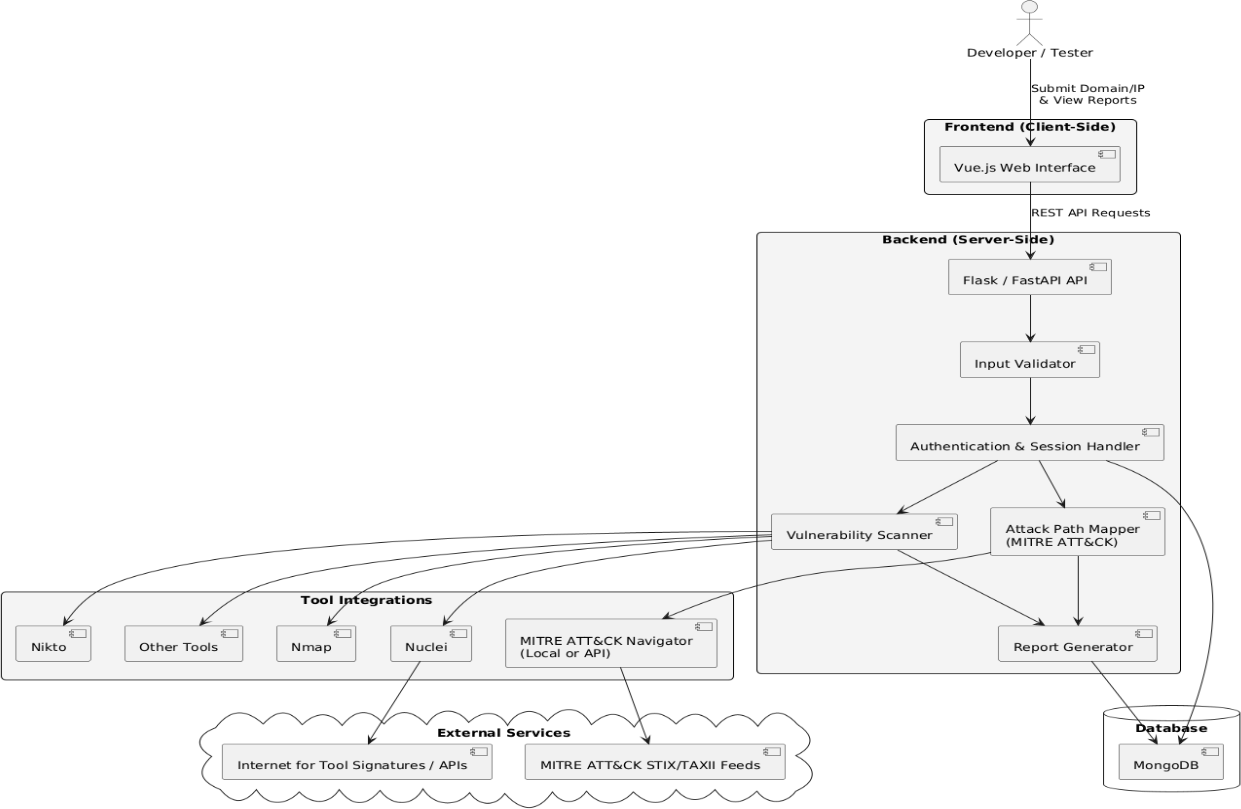 Developer / Tester
Submit Domain/IP
& View Reports
Frontend (Client-Side)
Vue.js Web Interface
REST API Requests
Backend (Server-Side)
Flask / FastAPI API
Input Validator
Authentication & Session Handler
Vulnerability Scanner
Attack Path Mapper
(MITRE ATT&CK)
Tool Integrations
Nikto
Other Tools
Nmap
Nuclei
MITRE ATT&CK Navigator
(Local or API)
Report Generator
External Services
Internet for Tool Signatures / APIs
MITRE ATT&CK STIX/TAXII Feeds
Database
MongoDB